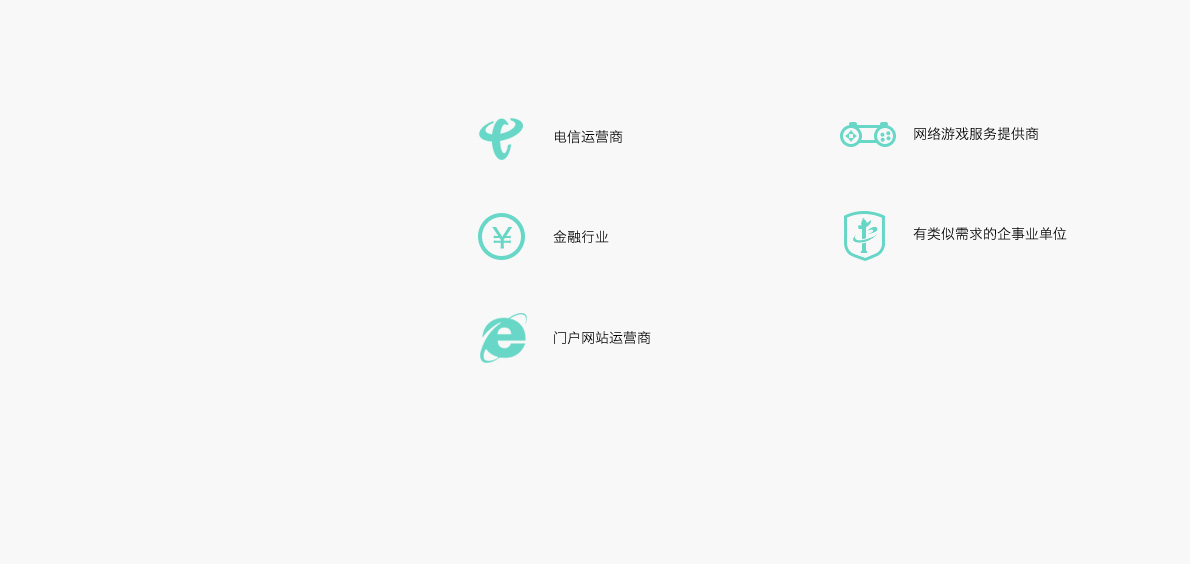 电信运营商
网络游戏服务提供商
金融行业
有类似需求的企事业单位
门户网站运营商